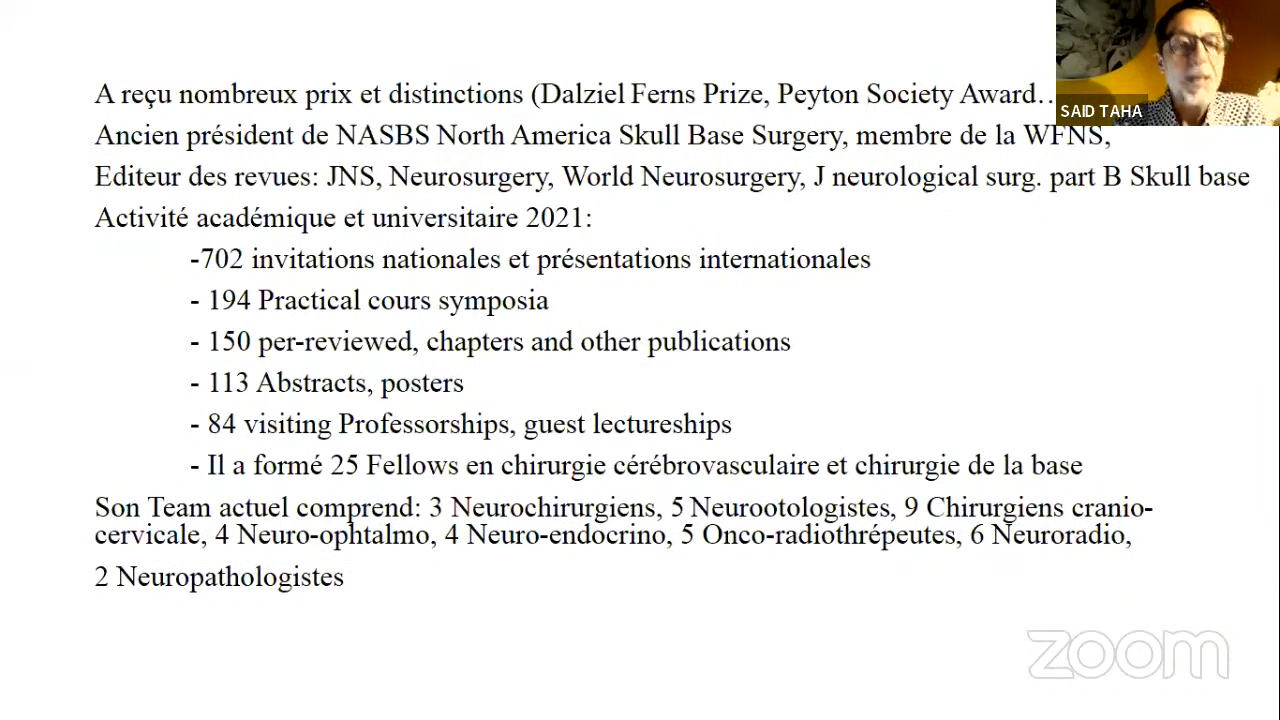 A reçu nombreux prix et distinctions (Dalziel Ferns Prize, Peyton Society Award..
SAID TAHA
Ancien président de NASBS North America Skull Base Surgery, membre de la WFNS,
Editeur des revues: JNS, Neurosurgery, World Neurosurgery, J neurological surg. part B Skull base
Activité académique et universitaire 2021:
-702 invitations nationales et présentations internationales
- 194 Practical cours symposia
- 150 per-reviewed, chapters and other publications
- 113 Abstracts, posters
- 84 visiting Professorships, guest lectureships
- Il a formé 25 Fellows en chirurgie cérébrovasculaire et chirurgie de la base
Son Team actuel comprend: 3 Neurochirurgiens, 5 Neurootologistes, 9 Chirurgiens cranio-
cervicale, 4 Neuro-ophtalmo, 4 Neuro-endocrino, 5 Onco-radiothrépeutes, 6 Neuroradio,
2 Neuropathologistes
zoom